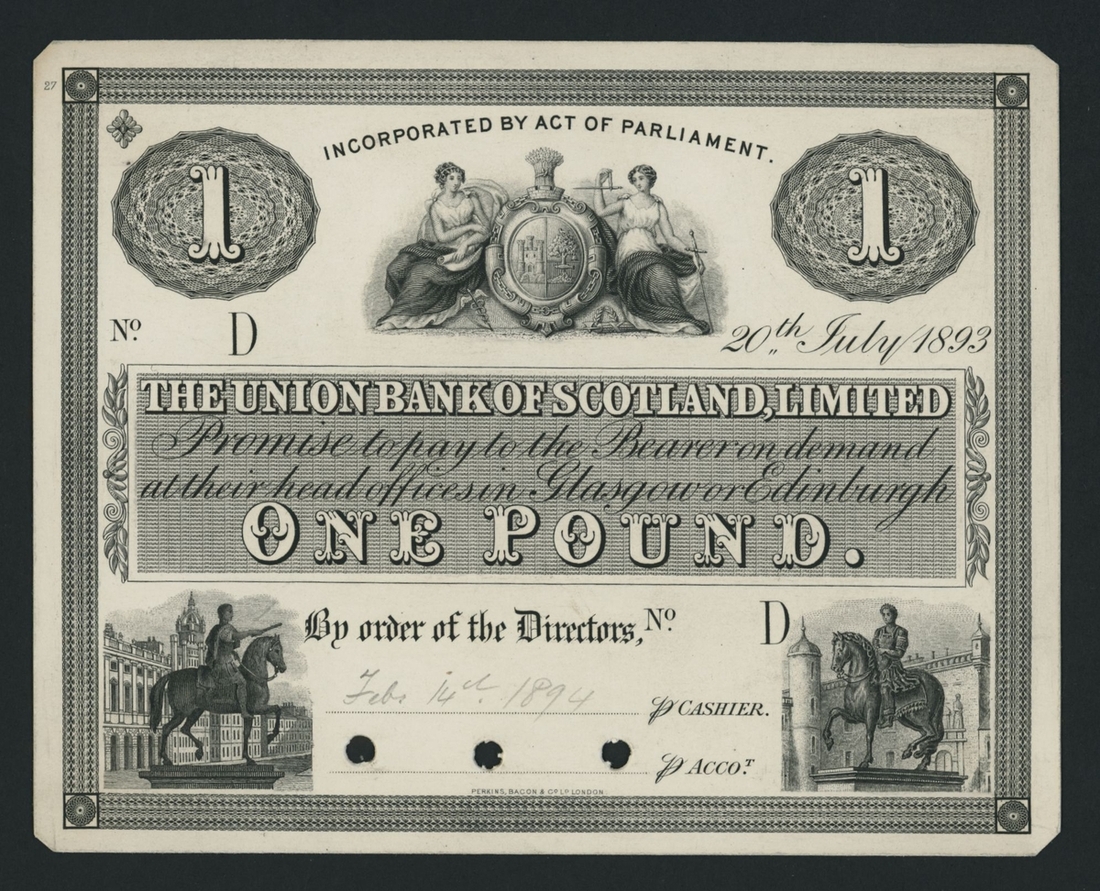 27
INCORPORATED BY ACT OF PARLIAMENT.
1 1
Nº. D 20th July 1893
THE UNION BANK OF SCOTLAND, LIMITED
Promise to pay to the Bearer on demand
at their head offices in Glasgow or Edinburgh
ONE POUND.
By order of the Directors, Nº. D
Feb. 14th. 1894 ℘ CASHIER.
℘ ACCOT.
PERKINS, BACON & Co LD LONDON.